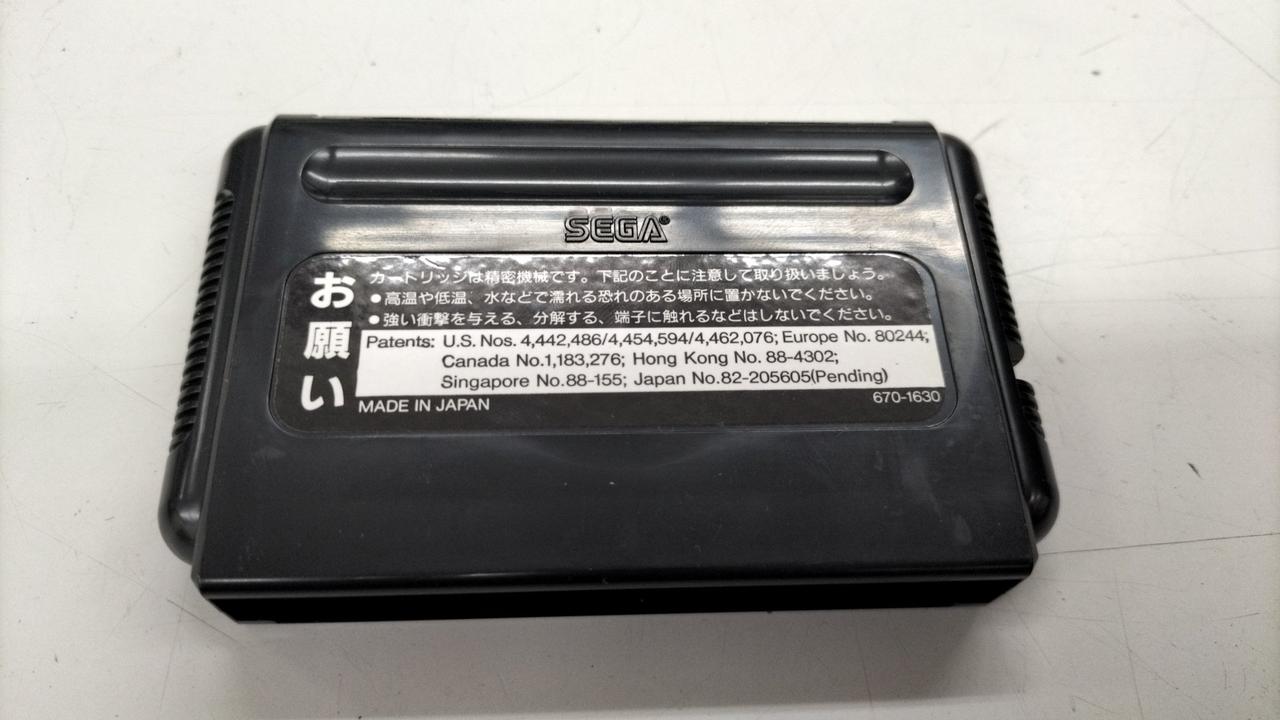 SEGA®
お願い
カートリッジは精密機械です。下記のことに注意して取り扱いましょう。
●高温や低温、水などで濡れる恐れのある場所に置かないでください。
●強い衝撃を与える、分解する、端子に触れるなどはしないでください。
Patents: U.S. Nos. 4,442,486/4,454,594/4,462,076; Europe No. 80244;
Canada No.1,183,276; Hong Kong No. 88-4302;
Singapore No.88-155; Japan No.82-205605(Pending)
MADE IN JAPAN
670-1630